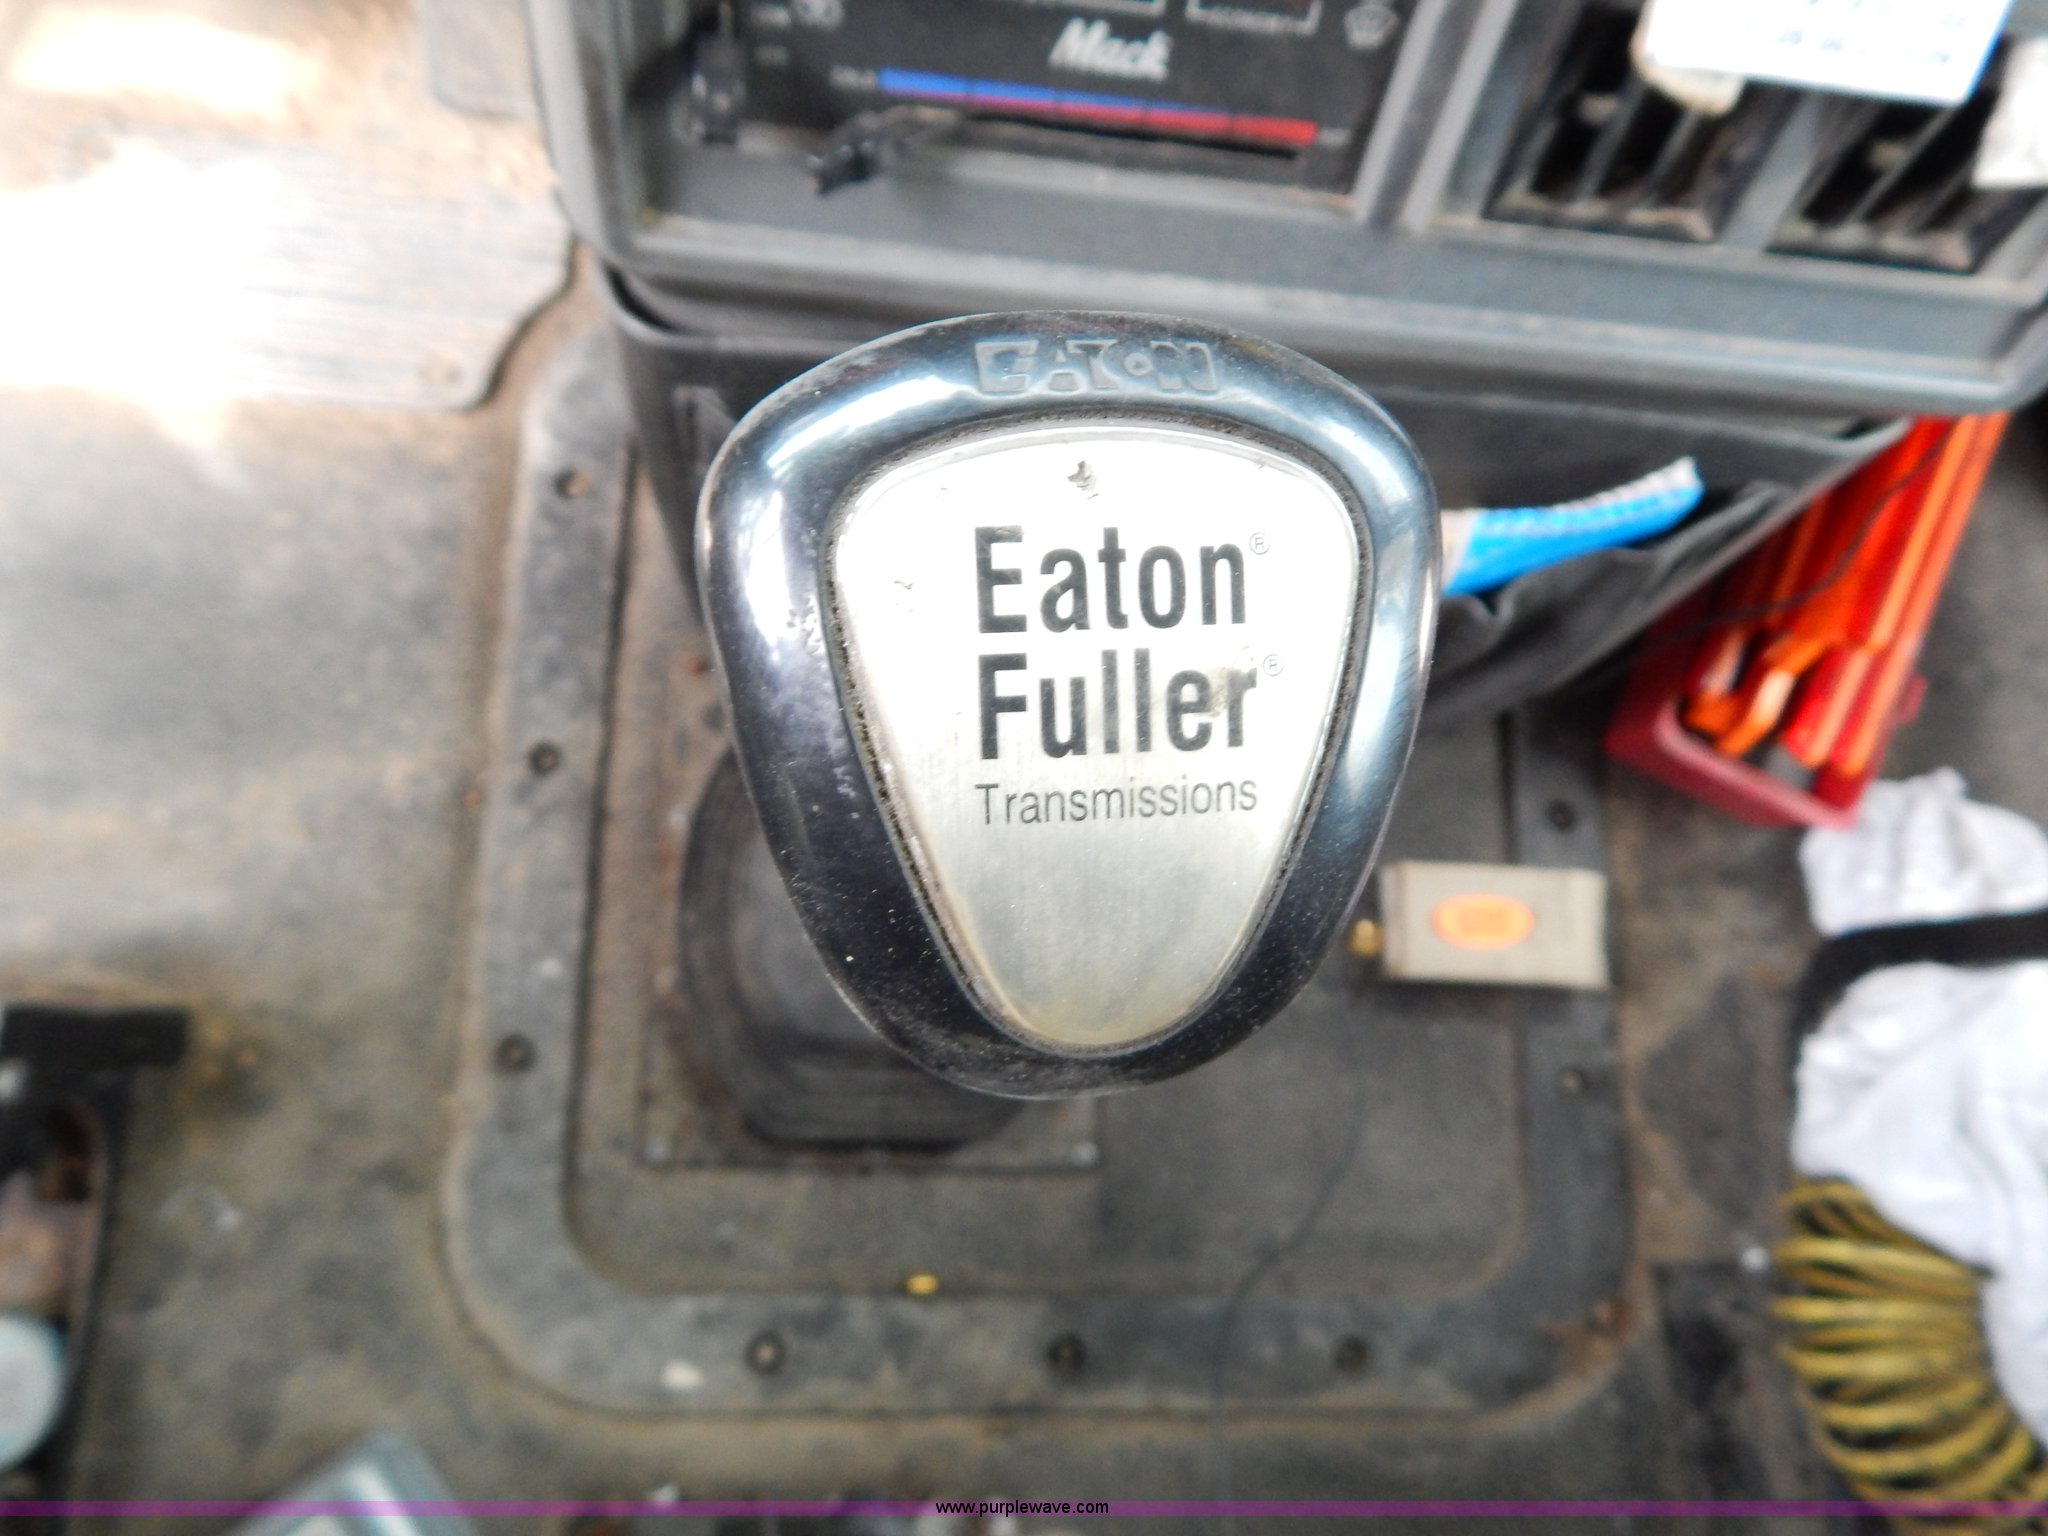 Mack
EATON
Eaton®
Fuller®
Transmissions
www.purplewave.com